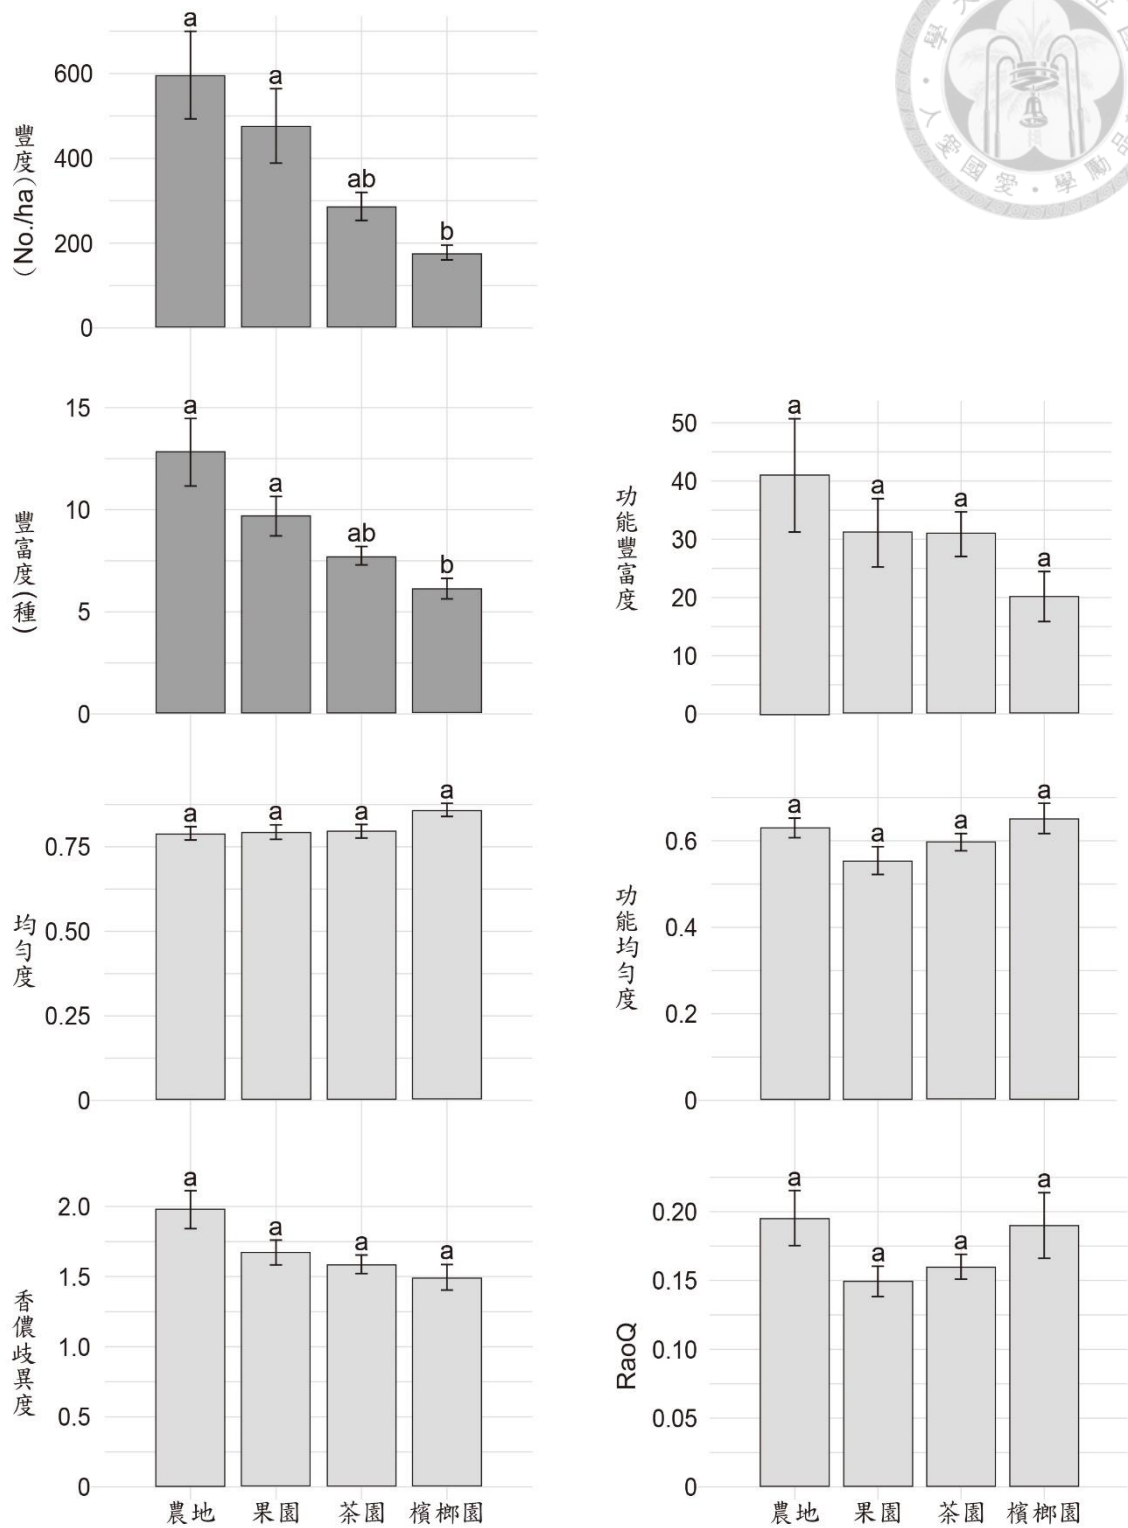 豐度(No./ha)
600
400
200
0
a
a
ab
b
豐富度(種)
15
10
5
0
a
a
ab
b
均勻度
0.75
0.50
0.25
0
a
a
a
a
香儂歧異度
2.0
1.5
1.0
0.5
0
a
a
a
a
農地 果園 茶園 檳榔園
功能豐富度
50
40
30
20
10
0
a
a
a
a
功能均勻度
0.6
0.4
0.2
0
a
a
a
a
RaoQ
0.20
0.15
0.10
0.05
0
a
a
a
a
農地 果園 茶園 檳榔園